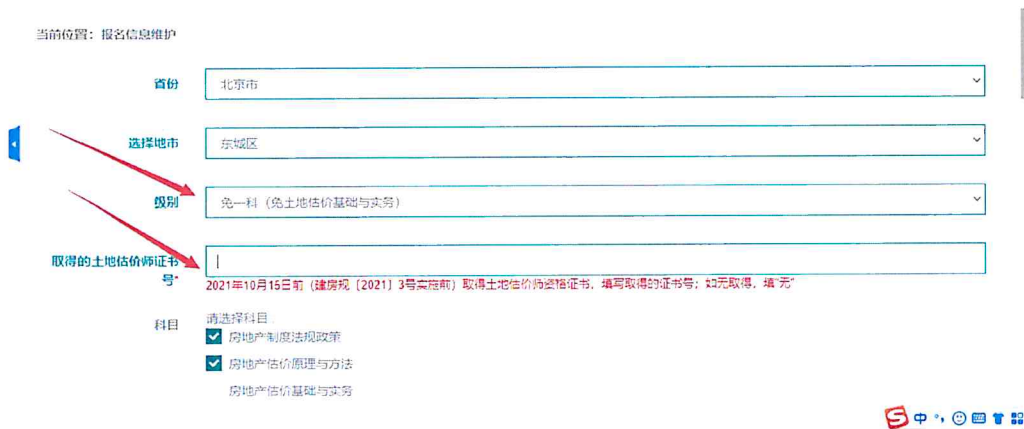 当前位置：报名信息维护
省份
北京市
选择地市
东城区
级别
免一科（免土地估价基础与实务）
取得的土地估价师证书
号*
2021年10月15日前（建房规〔2021〕3号实施前）取得土地估价师资格证书，填写取得的证书号；如无取得，填"无"
科目
请选择科目
房地产制度法规政策
房地产估价原理与方法
房地产估价基础与实务
中